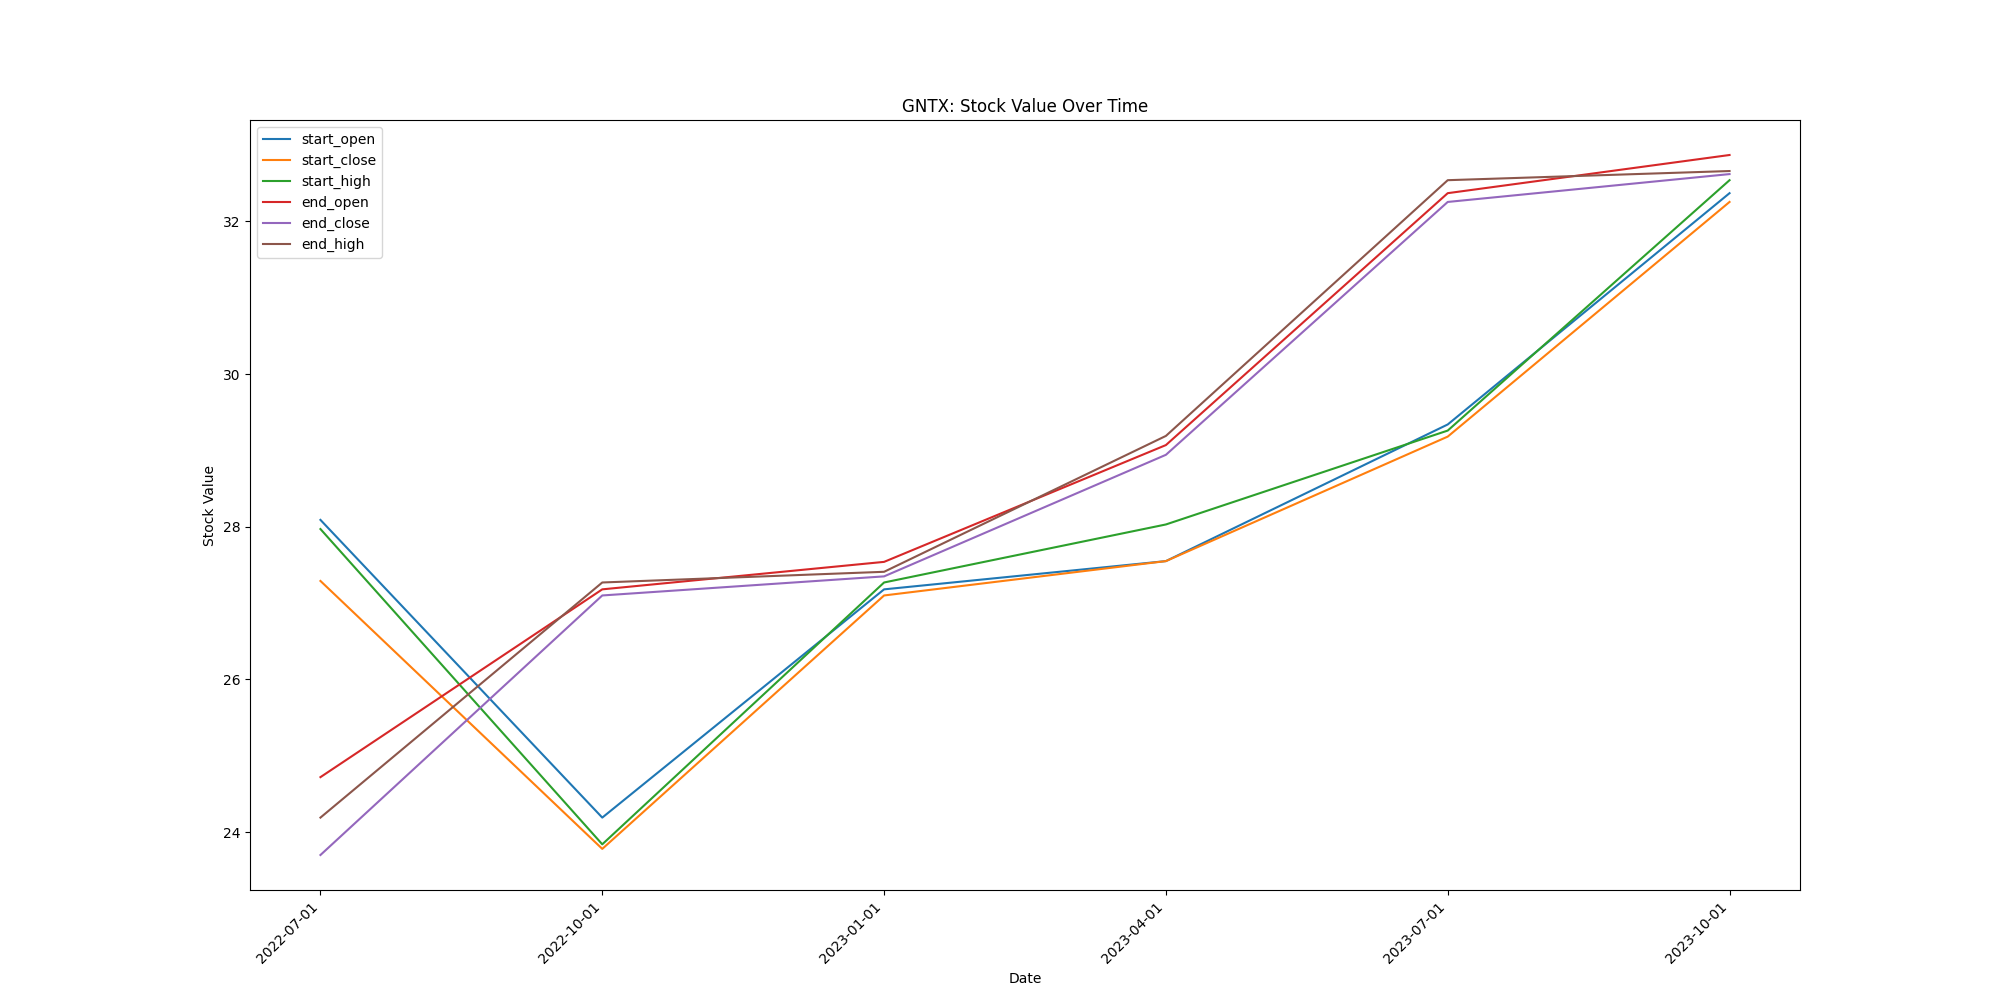 GNTX: Stock Value Over Time
start_open
start_close
start_high
end_open
end_close
end_high
Stock Value
32
30
28
26
24
2022-07-01
2022-10-01
2023-01-01
2023-04-01
2023-07-01
2023-10-01
Date